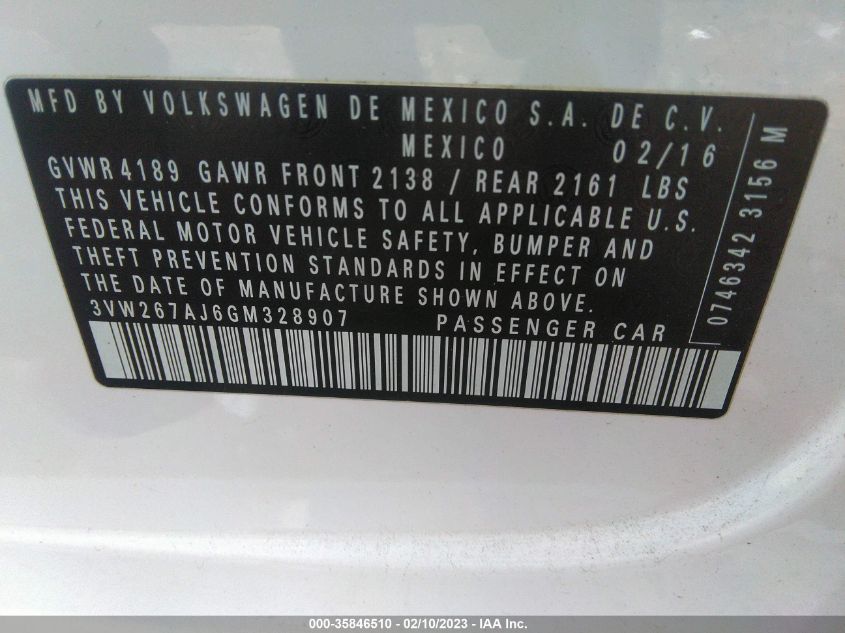 MFD BY VOLKSWAGEN DE MEXICO S.A. DE C.V.
MEXICO 02/16
GVWR 4189 GAWR FRONT 2138 / REAR 2161 LBS
THIS VEHICLE CONFORMS TO ALL APPLICABLE U.S.
FEDERAL MOTOR VEHICLE SAFETY, BUMPER AND
THEFT PREVENTION STANDARDS IN EFFECT ON
THE DATE OF MANUFACTURE SHOWN ABOVE.
3VW267AJ6GM328907 PASSENGER CAR
0746342 3156 M
000-35846510 - 02/10/2023 - IAA Inc.